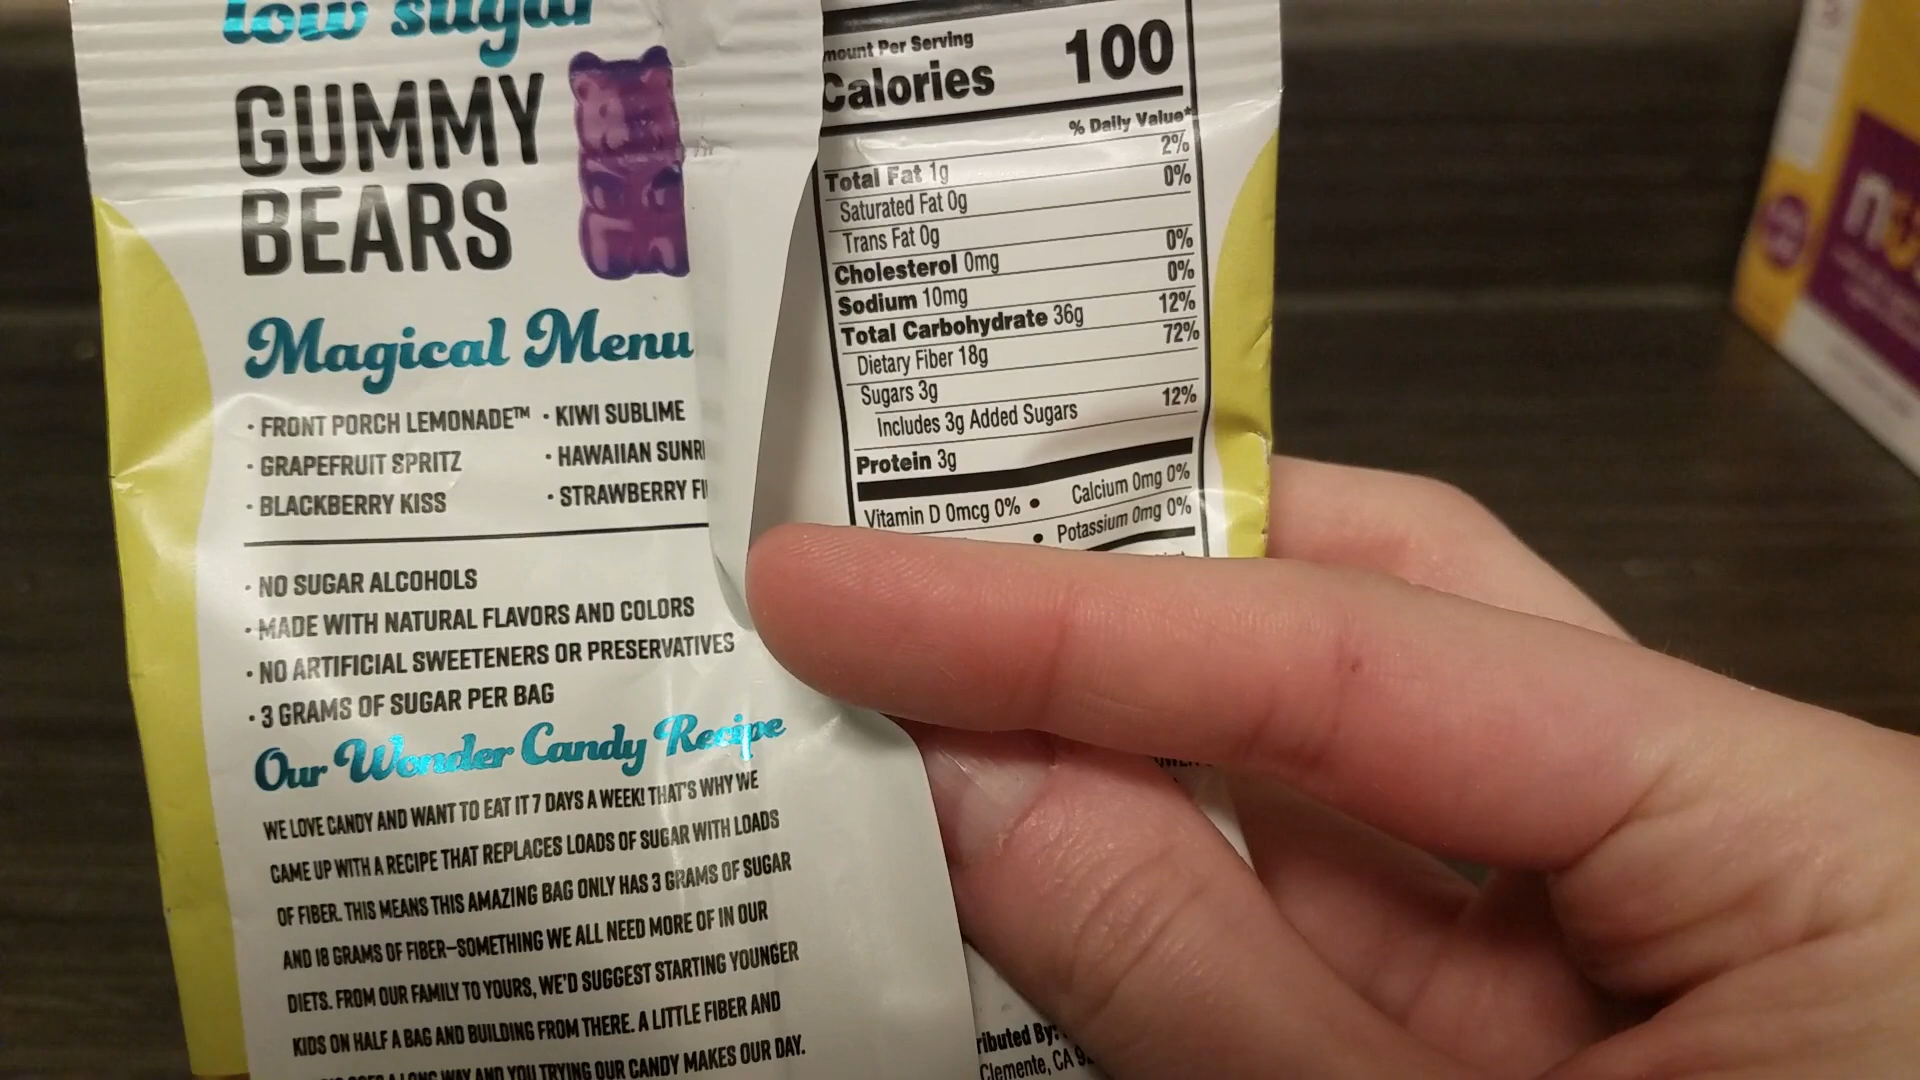 low sugar
GUMMY
BEARS
Magical Menu
• FRONT PORCH LEMONADE™ • KIWI SUBLIME
• GRAPEFRUIT SPRITZ • HAWAIIAN SUNRI
• BLACKBERRY KISS • STRAWBERRY FI
• NO SUGAR ALCOHOLS
• MADE WITH NATURAL FLAVORS AND COLORS
• NO ARTIFICIAL SWEETENERS OR PRESERVATIVES
• 3 GRAMS OF SUGAR PER BAG
Our Wonder Candy Recipe
WE LOVE CANDY AND WANT TO EAT IT 7 DAYS A WEEK! THAT'S WHY WE
CAME UP WITH A RECIPE THAT REPLACES LOADS OF SUGAR WITH LOADS
OF FIBER. THIS MEANS THIS AMAZING BAG ONLY HAS 3 GRAMS OF SUGAR
AND 18 GRAMS OF FIBER–SOMETHING WE ALL NEED MORE OF IN OUR
DIETS. FROM OUR FAMILY TO YOURS, WE'D SUGGEST STARTING YOUNGER
KIDS ON HALF A BAG AND BUILDING FROM THERE. A LITTLE FIBER AND
A LONG WAY AND YOU TRYING OUR CANDY MAKES OUR DAY.
mount Per Serving
Calories 100
% Daily Value*
Total Fat 1g 2%
Saturated Fat 0g 0%
Trans Fat 0g
Cholesterol 0mg 0%
Sodium 10mg 0%
Total Carbohydrate 36g 12%
Dietary Fiber 18g 72%
Sugars 3g
Includes 3g Added Sugars 12%
Protein 3g
Vitamin D 0mcg 0% • Calcium 0mg 0%
• Potassium 0mg 0%
ributed By:
Clemente, CA 9